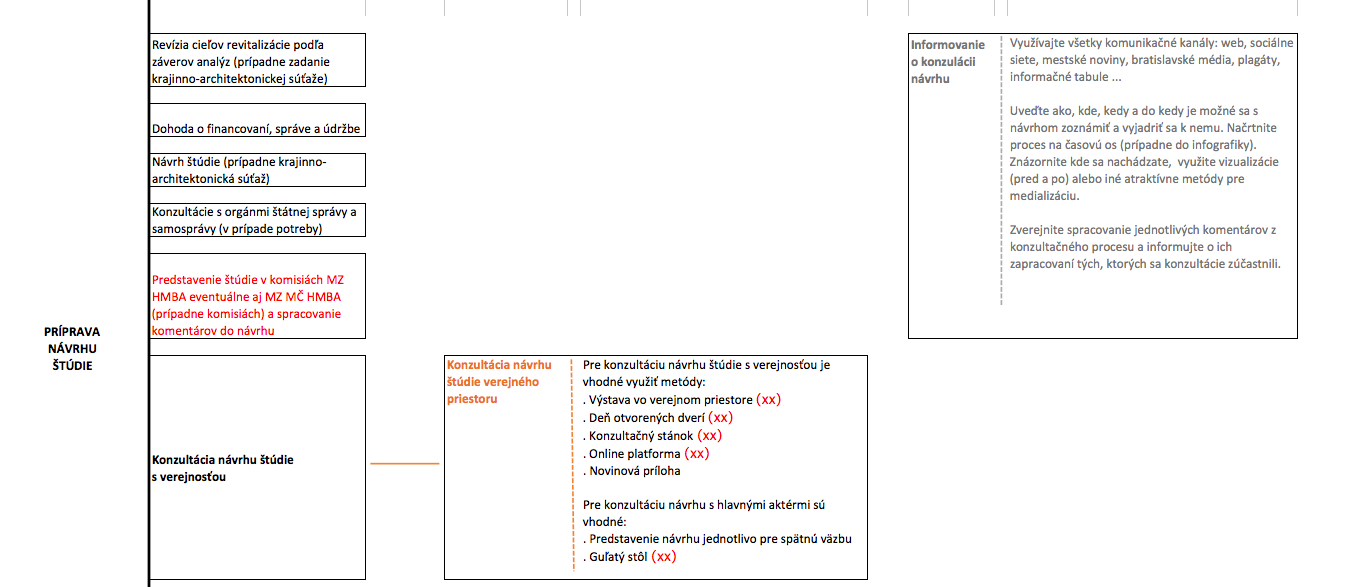 PRÍPRAVA
NÁVRHU
ŠTÚDIE
Revízia cieľov revitalizácie podľa
záverov analýz (prípadne zadanie
krajinno-architektonickej súťaže)
Dohoda o financovaní, správe a údržbe
Návrh štúdie (prípadne krajinno-
architektonická súťaž)
Konzultácie s orgánmi štátnej správy a
samosprávy (v prípade potreby)
Predstavenie štúdie v komisiách MZ
HMBA eventuálne aj MZ MČ HMBA
(prípadne komisiách) a spracovanie
komentárov do návrhu
Konzultácia návrhu štúdie
s verejnosťou
Konzultácia návrhu
štúdie verejného
priestoru
Pre konzultáciu návrhu štúdie s verejnosťou je
vhodné využiť metódy:
. Výstava vo verejnom priestore (xx)
. Deň otvorených dverí (xx)
. Konzultačný stánok (xx)
. Online platforma (xx)
. Novinová príloha
Pre konzultáciu návrhu s hlavnými aktérmi sú
vhodné:
. Predstavenie návrhu jednotlivo pre spätnú väzbu
. Guľatý stôl (xx)
Informovanie
o konzulácii
návrhu
Využívajte všetky komunikačné kanály: web, sociálne
siete, mestské noviny, bratislavské média, plagáty,
informačné tabule ...
Uveďte ako, kde, kedy a do kedy je možné sa s
návrhom zoznámiť a vyjadriť sa k nemu. Načrtnite
proces na časovú os (prípadne do infografiky).
Znázornite kde sa nachádzate, využite vizualizácie
(pred a po) alebo iné atraktívne metódy pre
medializáciu.
Zverejnite spracovanie jednotlivých komentárov z
konzultačného procesu a informujte o ich
zapracovaní tých, ktorých sa konzultácie zúčastnili.